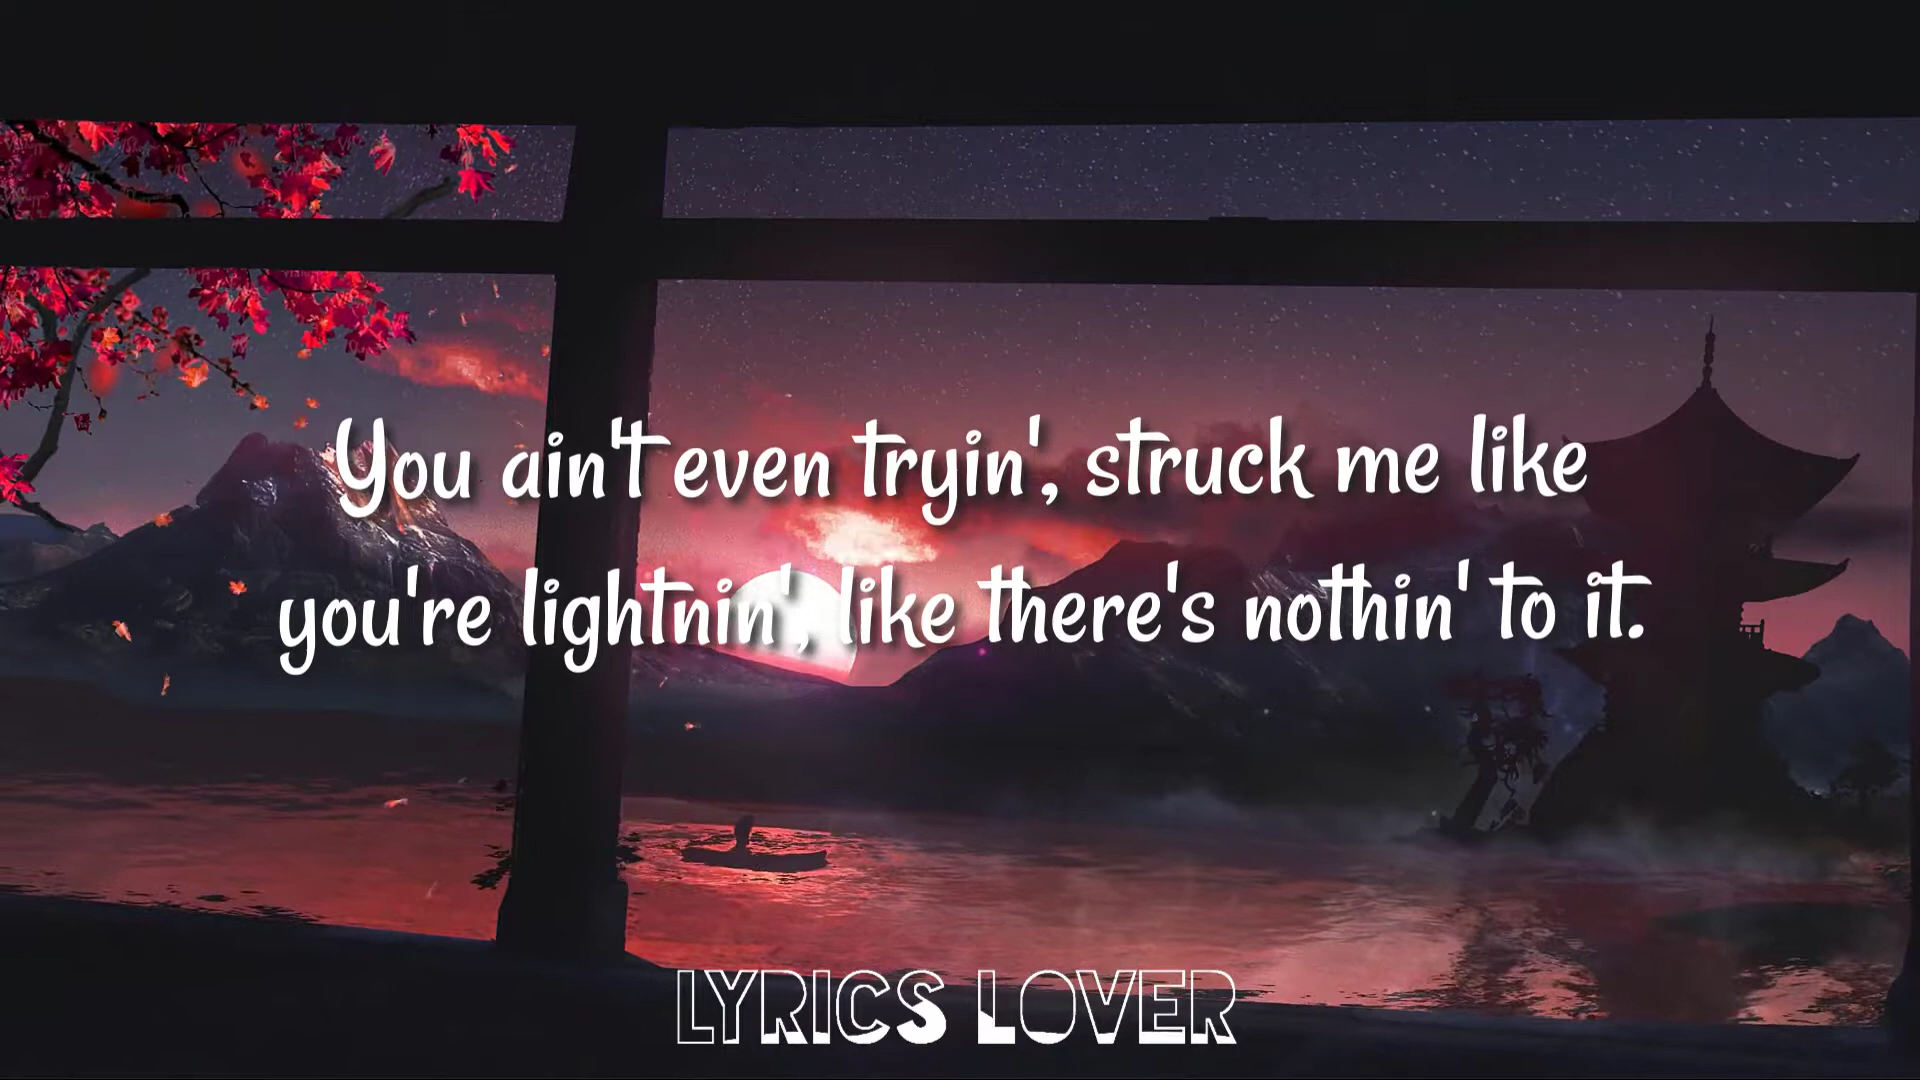 You ain't even tryin', struck me like
you're lightnin', like there's nothin' to it.
LYRICS LOVER